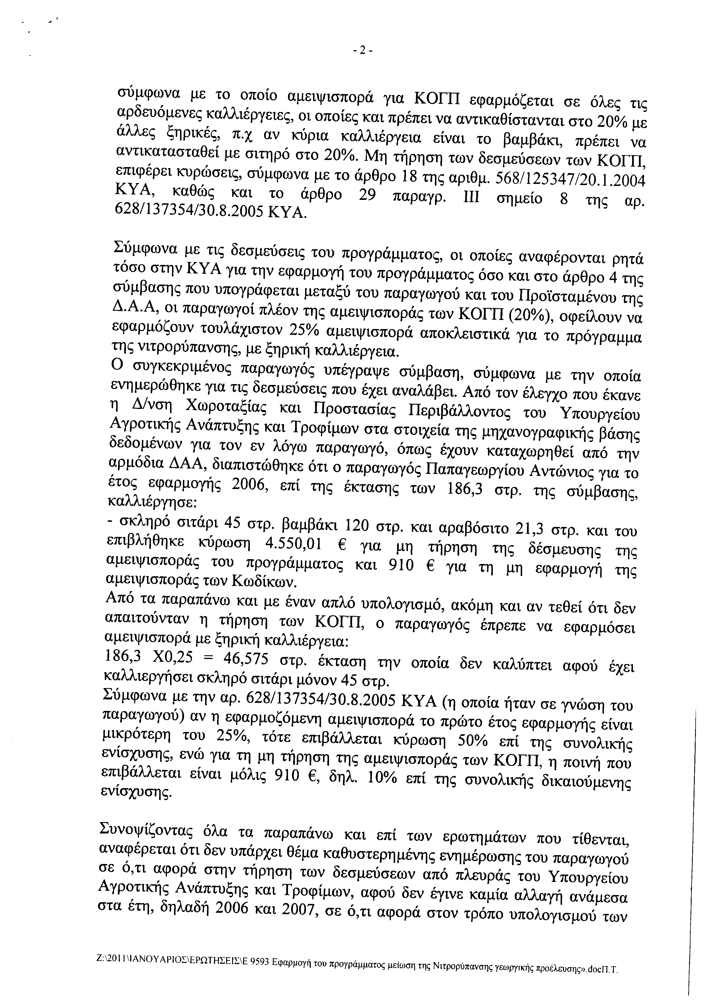 - 2 -
σύμφωνα με το οποίο αμειψισπορά για ΚΟΓΠ εφαρμόζεται σε όλες τις
αρδευόμενες καλλιέργειες, οι οποίες και πρέπει να αντικαθίστανται στο 20% με
άλλες ξηρικές, π.χ αν κύρια καλλιέργεια είναι το βαμβάκι, πρέπει να
αντικατασταθεί με σιτηρό στο 20%. Μη τήρηση των δεσμεύσεων των ΚΟΓΠ,
επιφέρει κυρώσεις, σύμφωνα με το άρθρο 18 της αριθμ. 568/125347/20.1.2004
ΚΥΑ, καθώς και το άρθρο 29 παραγρ. ΙΙΙ σημείο 8 της αρ.
628/137354/30.8.2005 ΚΥΑ.
Σύμφωνα με τις δεσμεύσεις του προγράμματος, οι οποίες αναφέρονται ρητά
τόσο στην ΚΥΑ για την εφαρμογή του προγράμματος όσο και στο άρθρο 4 της
σύμβασης που υπογράφεται μεταξύ του παραγωγού και του Προϊσταμένου της
Δ.Α.Α, οι παραγωγοί πλέον της αμειψισποράς των ΚΟΓΠ (20%), οφείλουν να
εφαρμόζουν τουλάχιστον 25% αμειψισπορά αποκλειστικά για το πρόγραμμα
της νιτρορύπανσης, με ξηρική καλλιέργεια.
Ο συγκεκριμένος παραγωγός υπέγραψε σύμβαση, σύμφωνα με την οποία
ενημερώθηκε για τις δεσμεύσεις που έχει αναλάβει. Από τον έλεγχο που έκανε
η Δ/νση Χωροταξίας και Προστασίας Περιβάλλοντος του Υπουργείου
Αγροτικής Ανάπτυξης και Τροφίμων στα στοιχεία της μηχανογραφικής βάσης
δεδομένων για τον εν λόγω παραγωγό, όπως έχουν καταχωρηθεί από την
αρμόδια ΔΑΑ, διαπιστώθηκε ότι ο παραγωγός Παπαγεωργίου Αντώνιος για το
έτος εφαρμογής 2006, επί της έκτασης των 186,3 στρ. της σύμβασης,
καλλιέργησε:
- σκληρό σιτάρι 45 στρ. βαμβάκι 120 στρ. και αραβόσιτο 21,3 στρ. και του
επιβλήθηκε κύρωση 4.550,01 € για μη τήρηση της δέσμευσης της
αμειψισποράς του προγράμματος και 910 € για τη μη εφαρμογή της
αμειψισποράς των Κωδίκων.
Από τα παραπάνω και με έναν απλό υπολογισμό, ακόμη και αν τεθεί ότι δεν
απαιτούνταν η τήρηση των ΚΟΓΠ, ο παραγωγός έπρεπε να εφαρμόσει
αμειψισπορά με ξηρική καλλιέργεια:
186,3 Χ0,25 = 46,575 στρ. έκταση την οποία δεν καλύπτει αφού έχει
καλλιεργήσει σκληρό σιτάρι μόνον 45 στρ.
Σύμφωνα με την αρ. 628/137354/30.8.2005 ΚΥΑ (η οποία ήταν σε γνώση του
παραγωγού) αν η εφαρμοζόμενη αμειψισπορά το πρώτο έτος εφαρμογής είναι
μικρότερη του 25%, τότε επιβάλλεται κύρωση 50% επί της συνολικής
ενίσχυσης, ενώ για τη μη τήρηση της αμειψισποράς των ΚΟΓΠ, η ποινή που
επιβάλλεται είναι μόλις 910 €, δηλ. 10% επί της συνολικής δικαιούμενης
ενίσχυσης.
Συνοψίζοντας όλα τα παραπάνω και επί των ερωτημάτων που τίθενται,
αναφέρεται ότι δεν υπάρχει θέμα καθυστερημένης ενημέρωσης του παραγωγού
σε ό,τι αφορά στην τήρηση των δεσμεύσεων από πλευράς του Υπουργείου
Αγροτικής Ανάπτυξης και Τροφίμων, αφού δεν έγινε καμία αλλαγή ανάμεσα
στα έτη, δηλαδή 2006 και 2007, σε ό,τι αφορά στον τρόπο υπολογισμού των
Z:\2011\ΙΑΝΟΥΑΡΙΟΣ\ΕΡΩΤΗΣΕΙΣ\Ε 9593 Εφαρμογή του προγράμματος μείωση της Νιτρορύπανσης γεωργικής προέλευσης».docΠ.Τ.